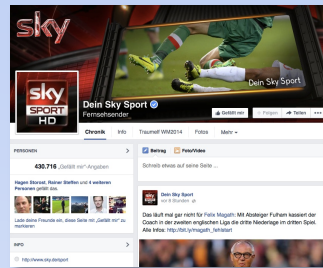 sky
Dein Sky Sport
sky
SPORT
HD
Dein Sky Sport
Fernsehsender
Gefällt mir
Folgen
Teilen
Chronik Info Traumelf WM2014 Fotos Mehr
PERSONEN
430.716 „Gefällt mir“-Angaben
Hagen Stornst, Rainer Steffen und 4 weiteren
Personen gefällt das.
Lade deine Freunde ein, diese Seite mit „Gefällt mir“ zu
markieren
INFO
http://www.sky.de/sport
Beitrag Foto/Video
Schreib etwas auf seine Seite ...
Dein Sky Sport
vor 8 Stunden
Das läuft mal gar nicht für Felix Magath: Mit Absteiger Fulham kassiert der
Coach in der zweiten englischen Liga die dritte Niederlage im dritten Spiel.
Alle Infos: http://bit.ly/magath_fehlstart